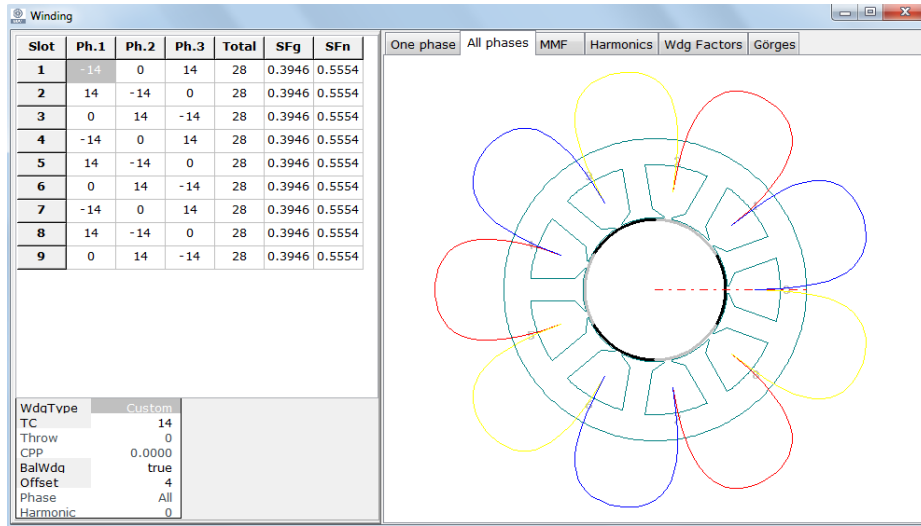 Winding
Slot Ph.1 Ph.2 Ph.3 Total SFg SFn
1 -14 0 14 28 0.3946 0.5554
2 14 -14 0 28 0.3946 0.5554
3 0 14 -14 28 0.3946 0.5554
4 -14 0 14 28 0.3946 0.5554
5 14 -14 0 28 0.3946 0.5554
6 0 14 -14 28 0.3946 0.5554
7 -14 0 14 28 0.3946 0.5554
8 14 -14 0 28 0.3946 0.5554
9 0 14 -14 28 0.3946 0.5554
WdgType Custom
TC 14
Throw 0
CPP 0.0000
BalWdg true
Offset 4
Phase All
Harmonic 0
One phase All phases MMF Harmonics Wdg Factors Görges